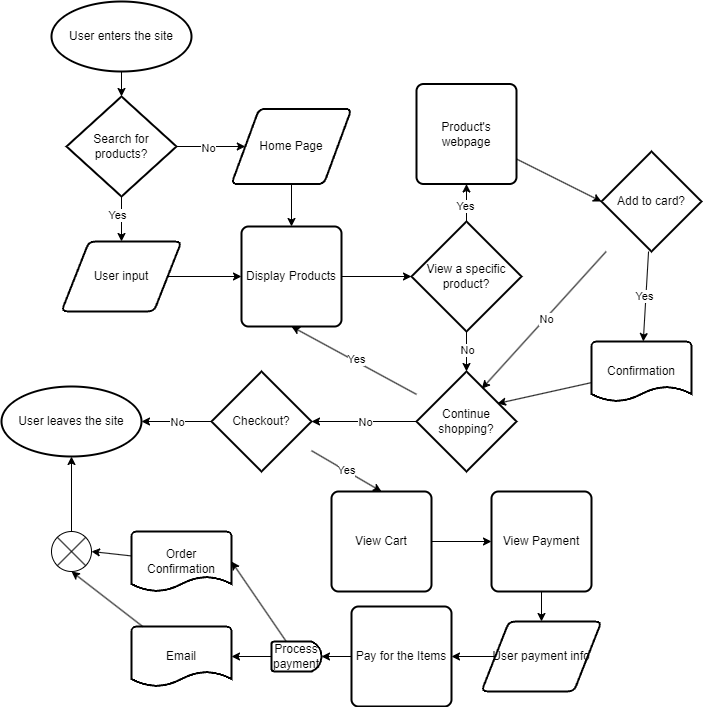 User enters the site
Search for
products?
No
Home Page
Product's
webpage
Add to card?
Yes
Yes
User input
Display Products
View a specific
product?
Yes
No
No
Yes
Confirmation
User leaves the site
No
Checkout?
No
Continue
shopping?
Yes
View Cart
View Payment
Order
Confirmation
Email
Process
payment
Pay for the Items
User payment info